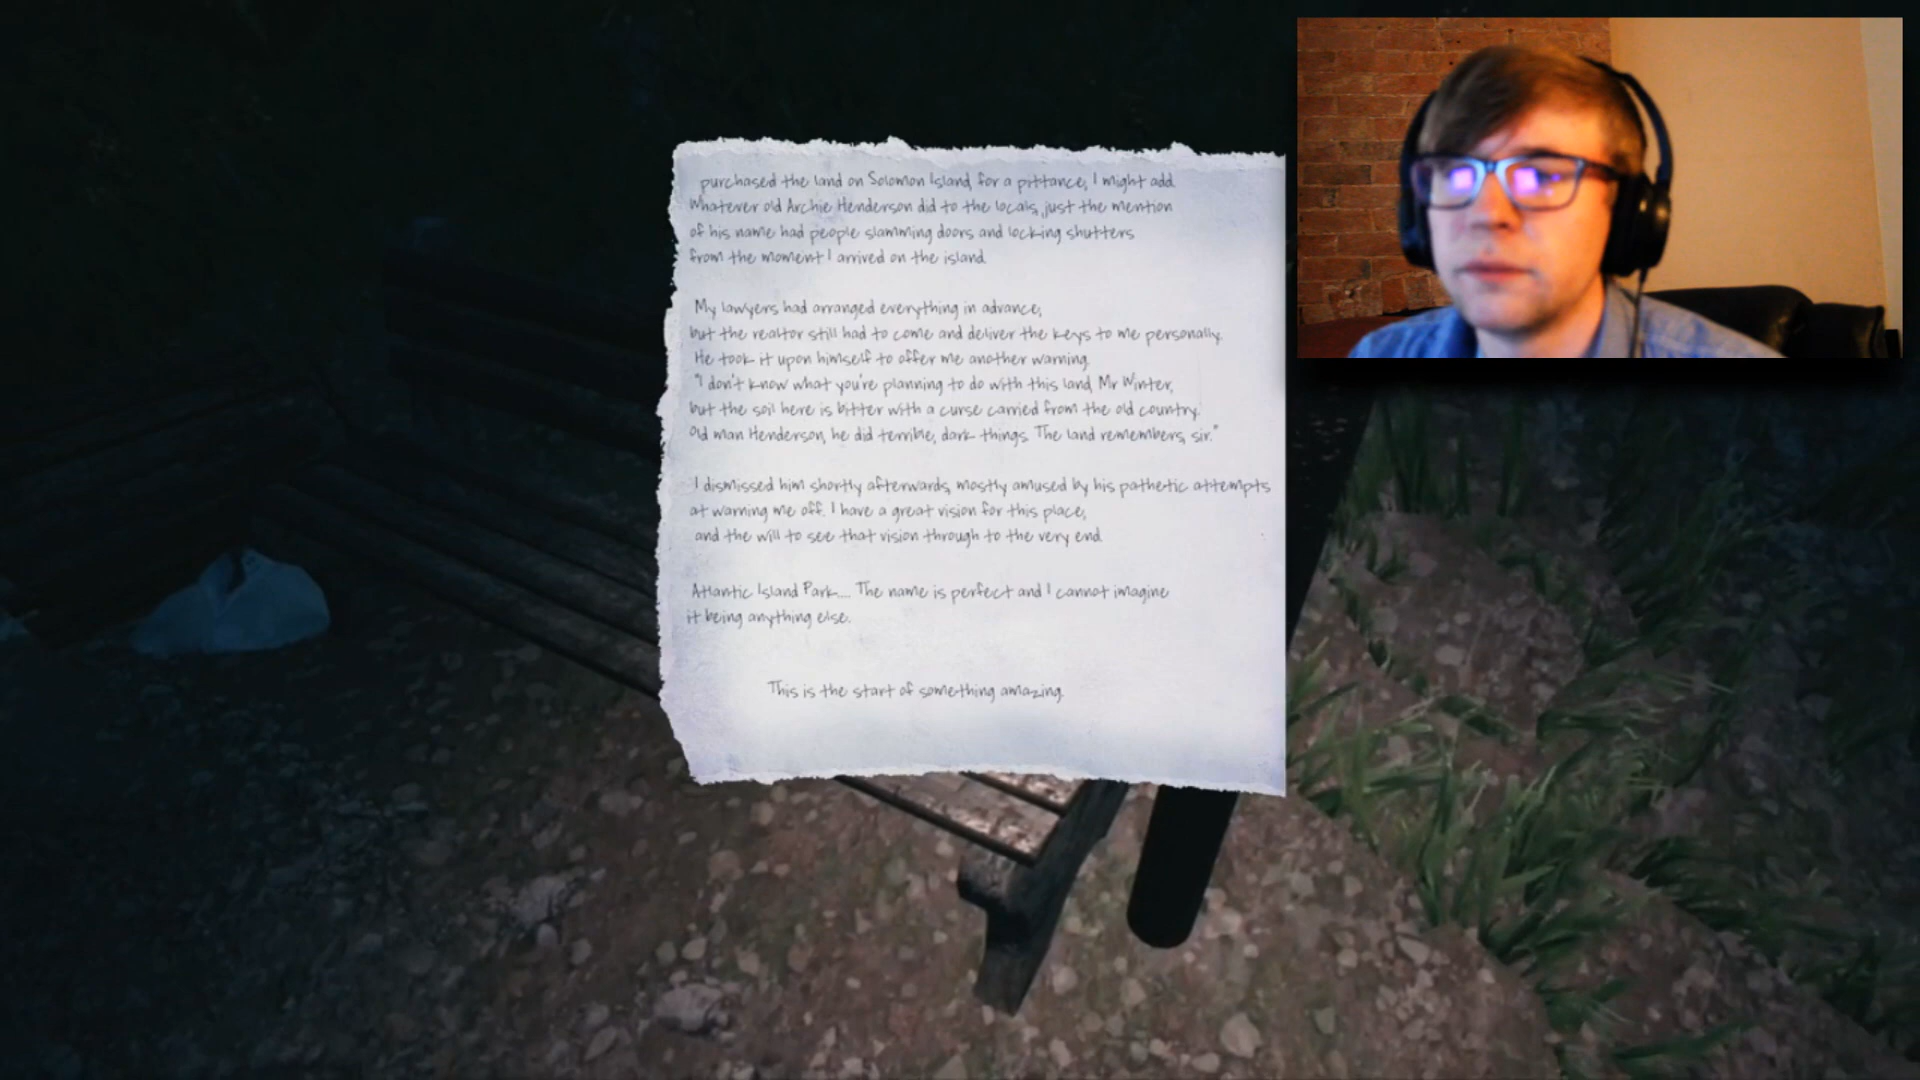 purchased the land on Solomon Island, for a pittance, I might add.
Whatever old Archie Henderson did to the locals, just the mention
of his name had people slamming doors and locking shutters
from the moment I arrived on the island.
My lawyers had arranged everything in advance,
but the realtor still had to come and deliver the keys to me personally.
He took it upon himself to offer me another warning.
"I don't know what you're planning to do with this land, Mr Winter,
but the soil here is bitter with a curse carried from the old country.
Old man Henderson, he did terrible, dark things. The land remembers, sir."
I dismissed him shortly afterwards, mostly amused by his pathetic attempts
at warning me off. I have a great vision for this place,
and the will to see that vision through to the very end.
Atlantic Island Park.... The name is perfect and I cannot imagine
it being anything else.
This is the start of something amazing.